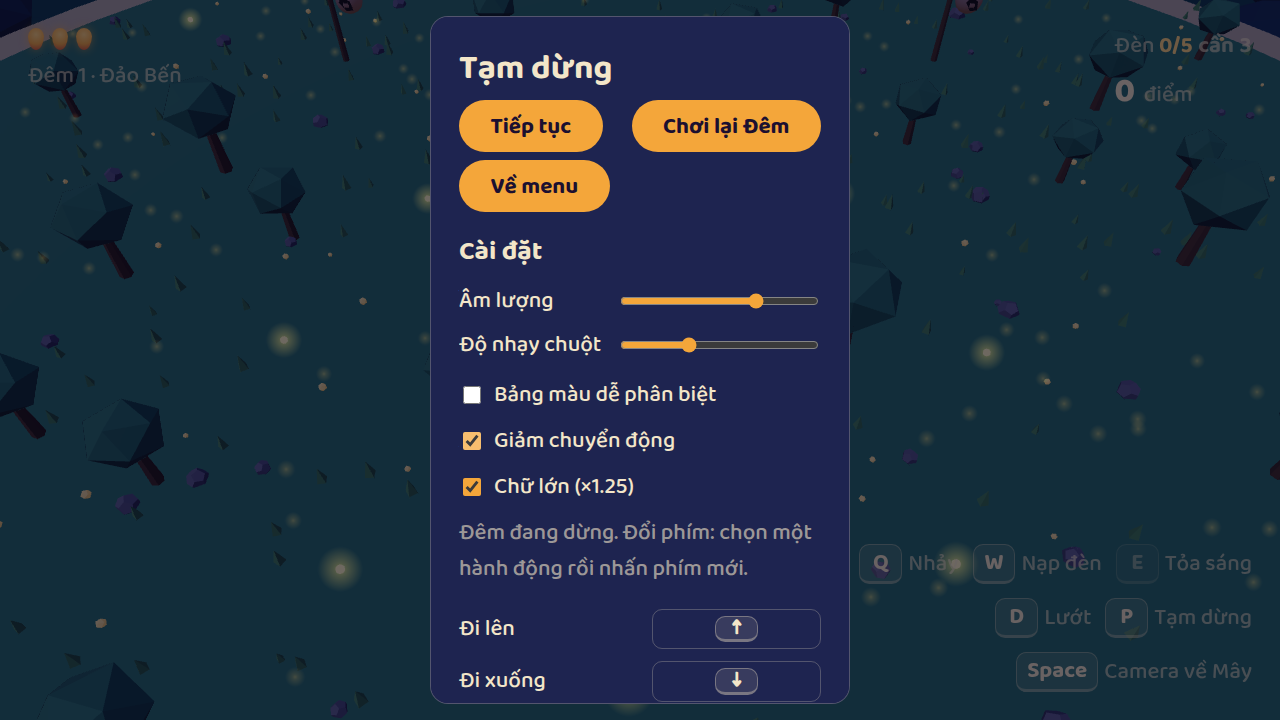 Đêm 1 · Đảo Bến
Đèn 0/5 cần 3
0 điểm
Tạm dừng
Tiếp tục
Chơi lại Đêm
Về menu
Cài đặt
Âm lượng
Độ nhạy chuột
Bảng màu dễ phân biệt
Giảm chuyển động
Chữ lớn (×1.25)
Đêm đang dừng. Đổi phím: chọn một
hành động rồi nhấn phím mới.
Đi lên ↑
Đi xuống ↓
Q Nhảy W Nạp đèn E Tỏa sáng
D Lướt P Tạm dừng
Space Camera về Mây